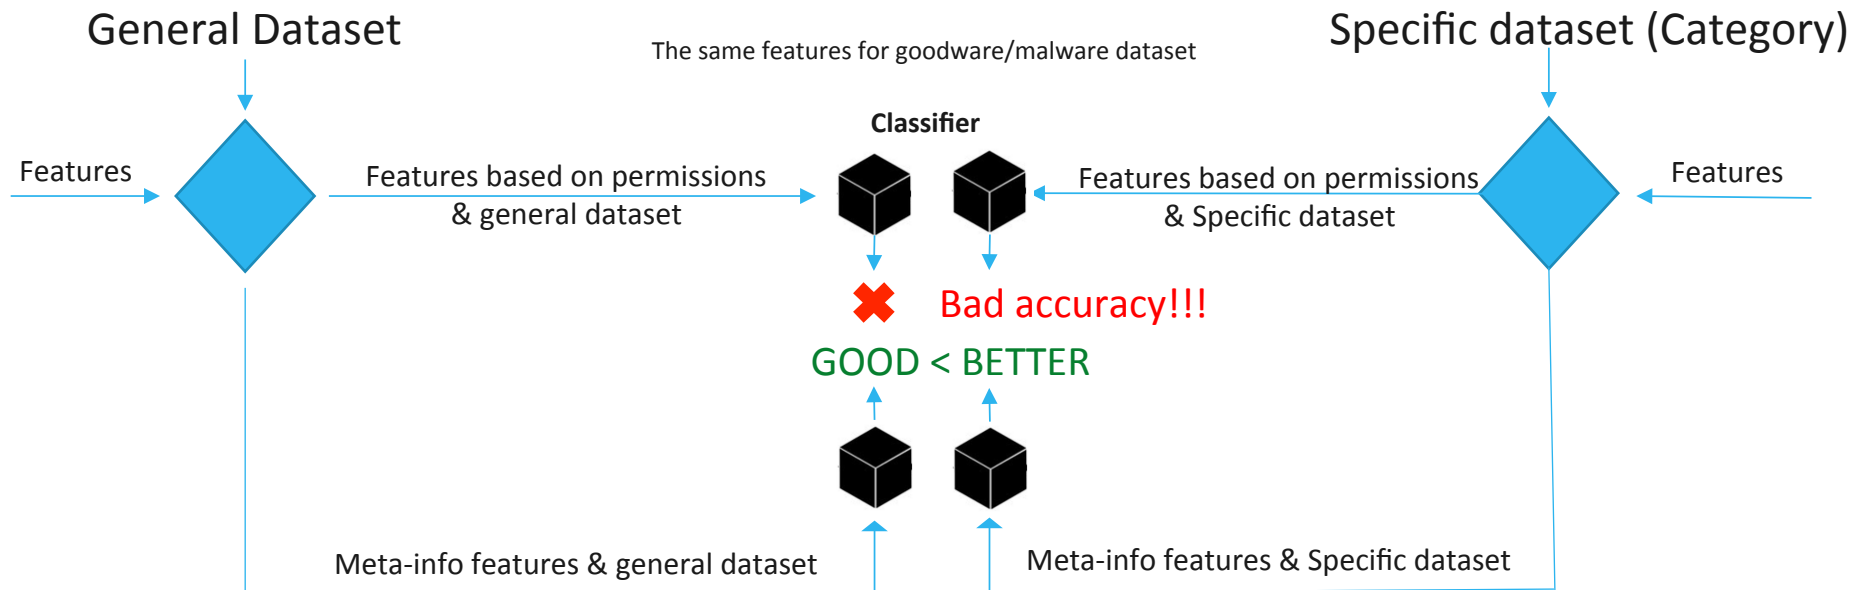 General Dataset
The same features for goodware/malware dataset
Specific dataset (Category)
Classifier
Features
Features based on permissions
& general dataset
Features based on permissions
& Specific dataset
Features
Bad accuracy!!!
GOOD < BETTER
Meta-info features & general dataset
Meta-info features & Specific dataset